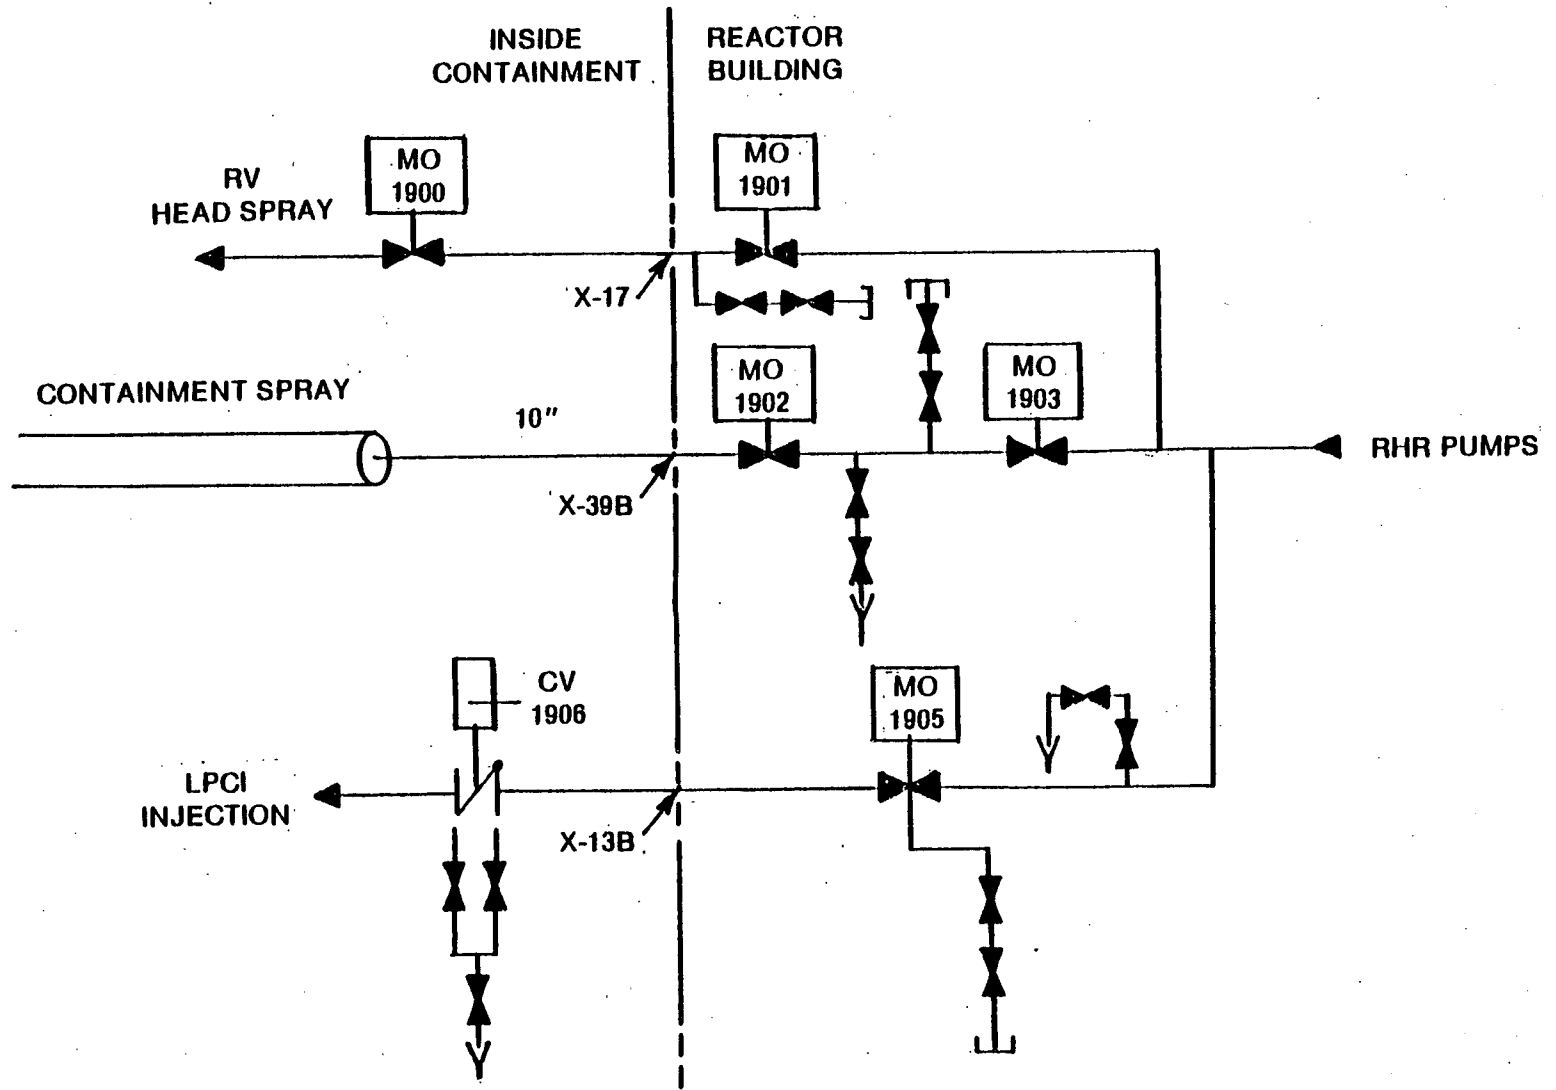 INSIDE
CONTAINMENT
REACTOR
BUILDING
MO
1900
MO
1901
RV
HEAD SPRAY
X-17
MO
1902
MO
1903
CONTAINMENT SPRAY
10"
RHR PUMPS
X-39B
CV
1906
MO
1905
LPCI
INJECTION
X-13B